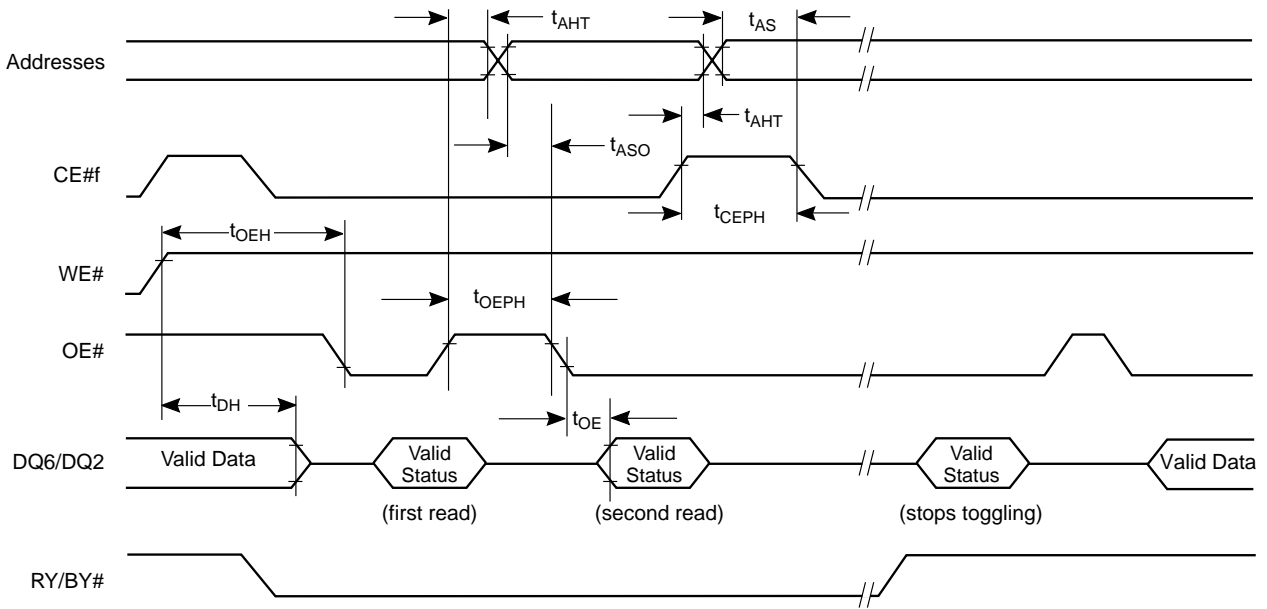 tAHT
tAS
Addresses
tAHT
tASO
CE#f
tCEPH
tOEH
WE#
tOEPH
OE#
tDH
tOE
DQ6/DQ2
Valid Data
Valid
Status
Valid
Status
Valid
Status
Valid Data
(first read)
(second read)
(stops toggling)
RY/BY#